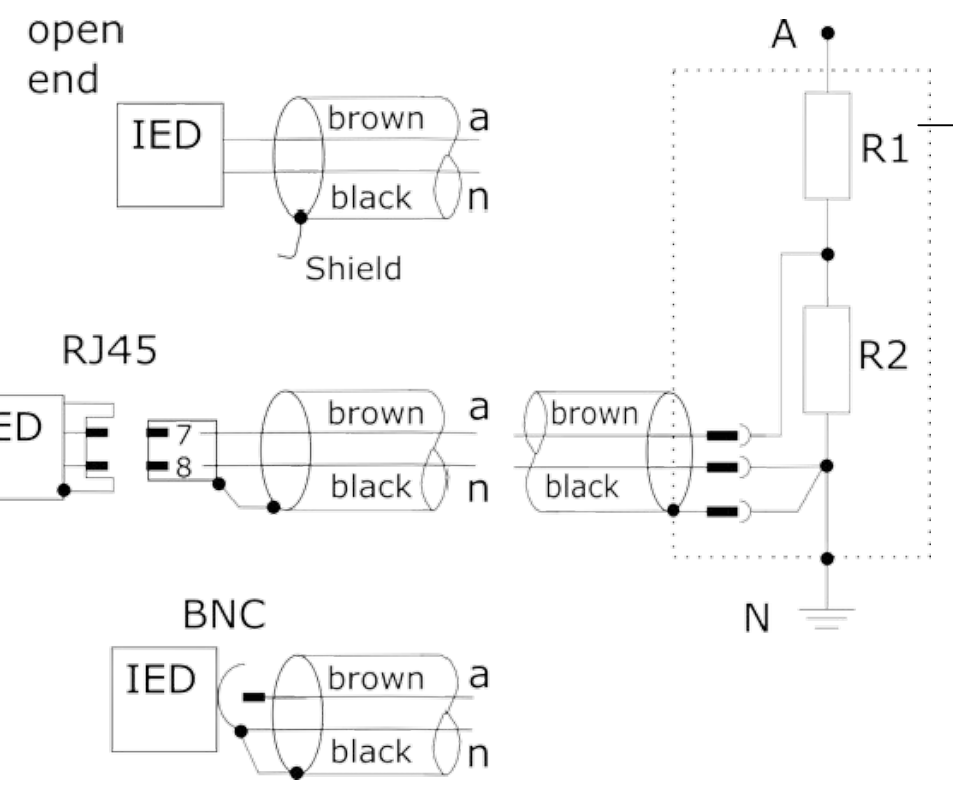 open
end
IED
brown
a
black
n
Shield
A
R1
R2
N
RJ45
ED
7
8
brown
a
black
n
brown
black
BNC
IED
brown
a
black
n